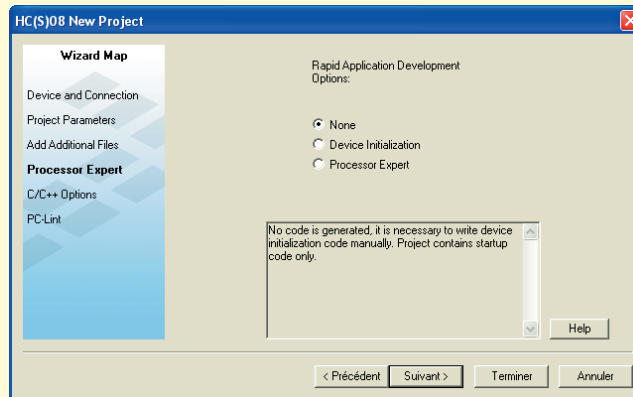 HC(S)08 New Project
Wizard Map
Device and Connection
Project Parameters
Add Additional Files
Processor Expert
C/C++ Options
PC-Lint
Rapid Application Development
Options:
None
Device Initialization
Processor Expert
No code is generated, it is necessary to write device
initialization code manually. Project contains startup
code only.
Help
< Précédent
Suivant >
Terminer
Annuler